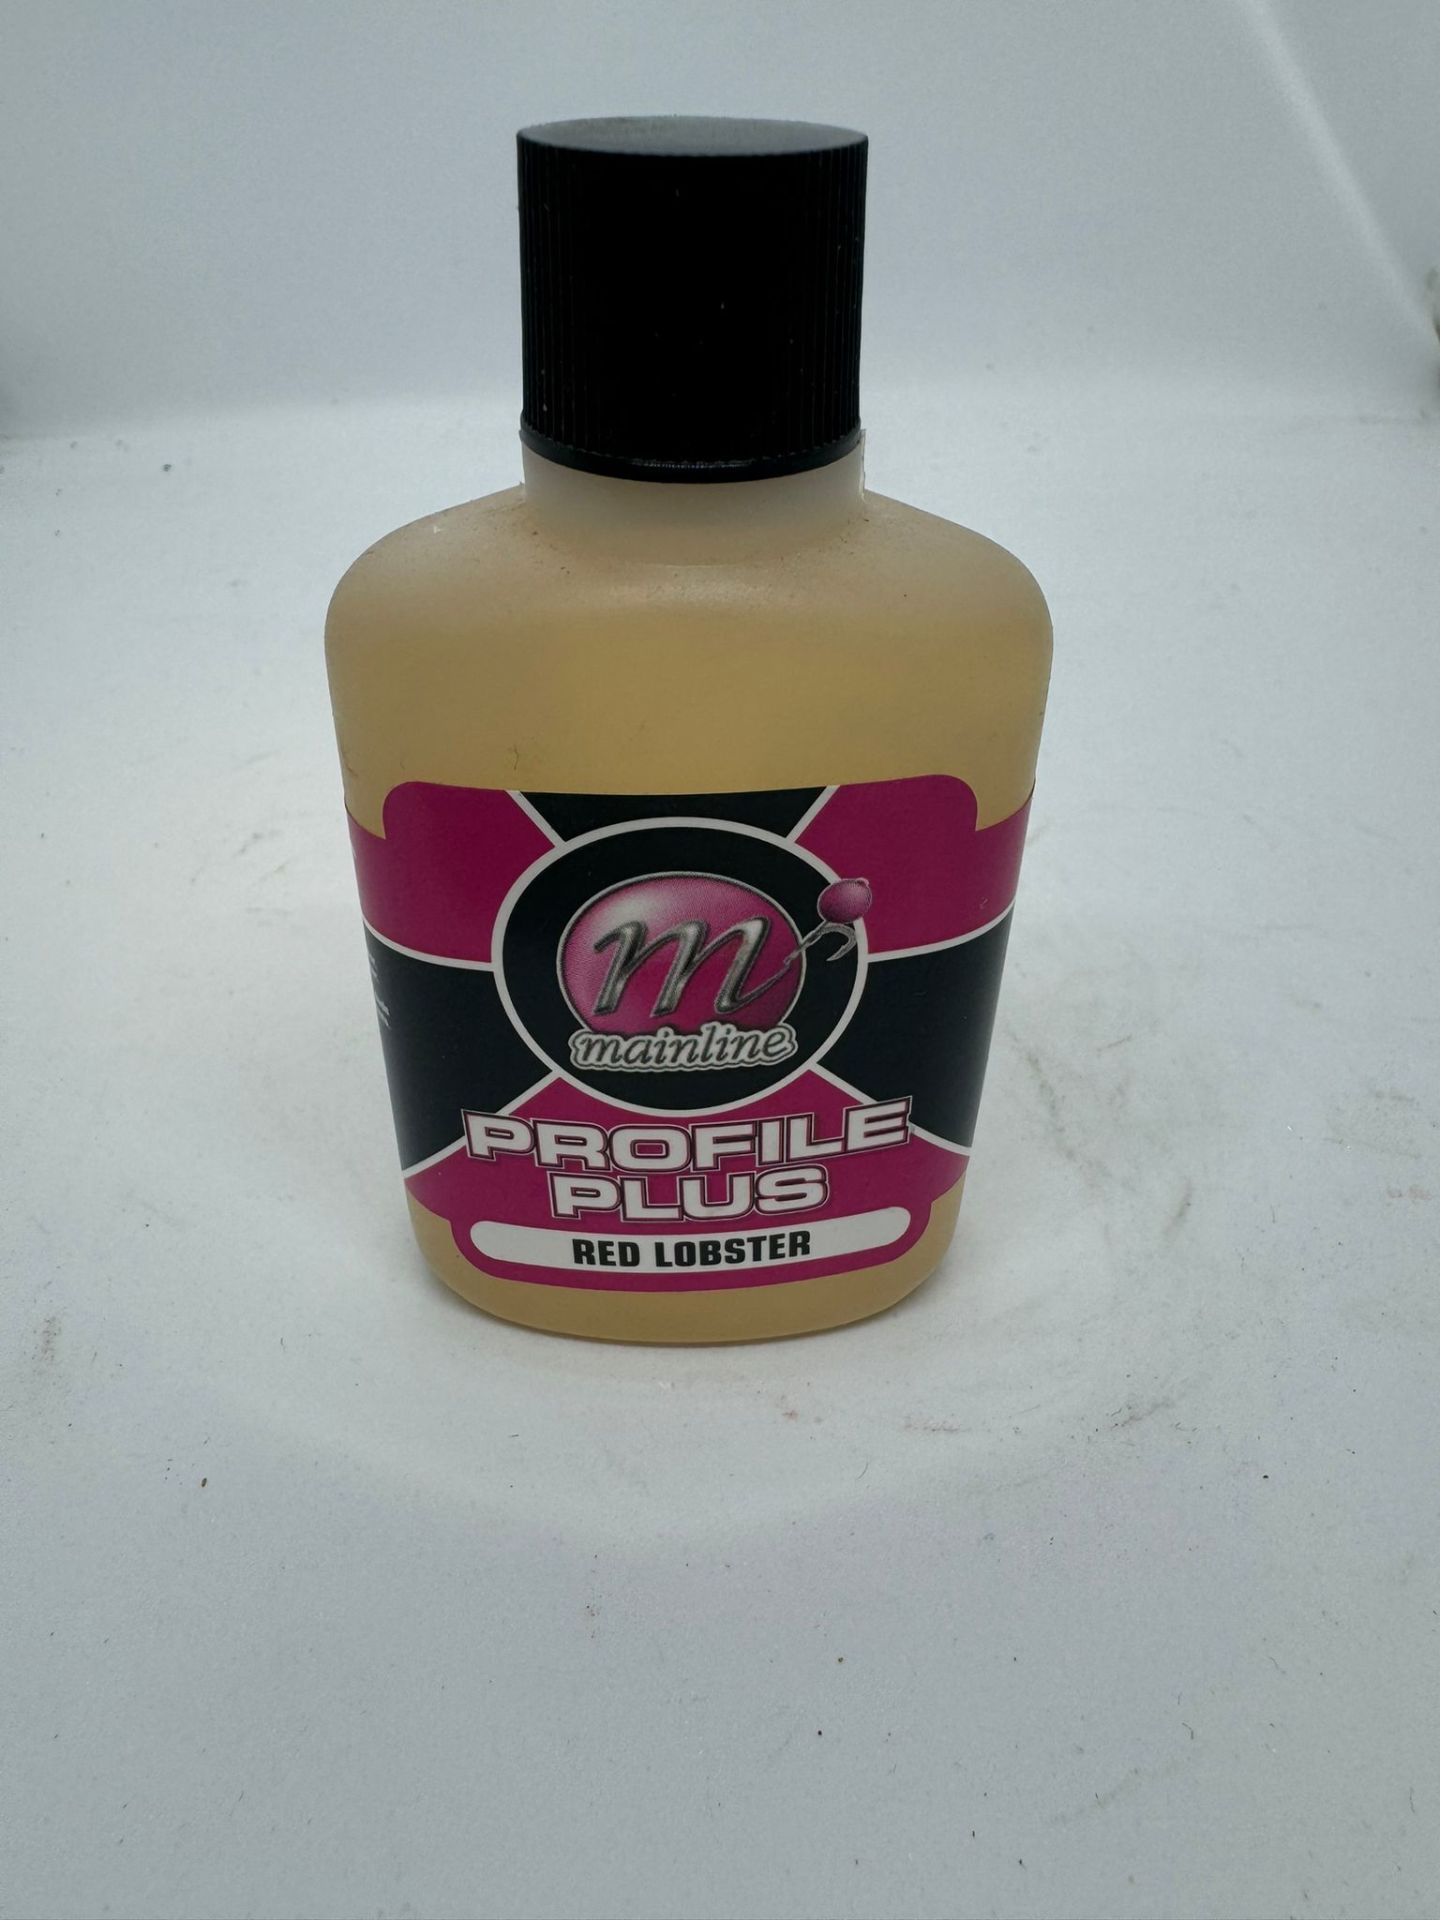 m
mainline
PROFILE
PLUS
RED LOBSTER